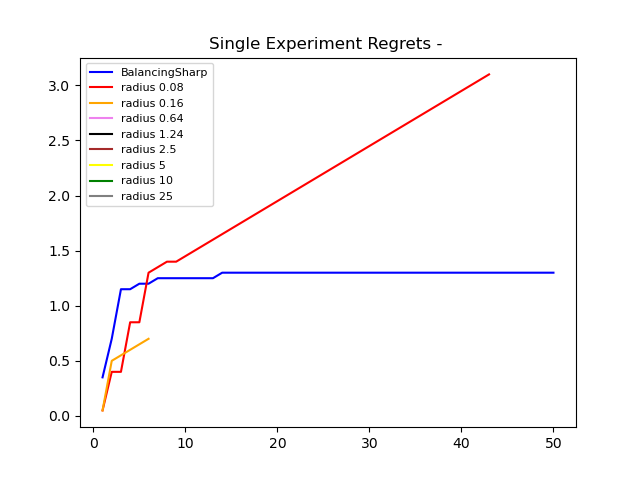 Single Experiment Regrets -
BalancingSharp
radius 0.08
radius 0.16
radius 0.64
radius 1.24
radius 2.5
radius 5
radius 10
radius 25
3.0
2.5
2.0
1.5
1.0
0.5
0.0
0 10 20 30 40 50